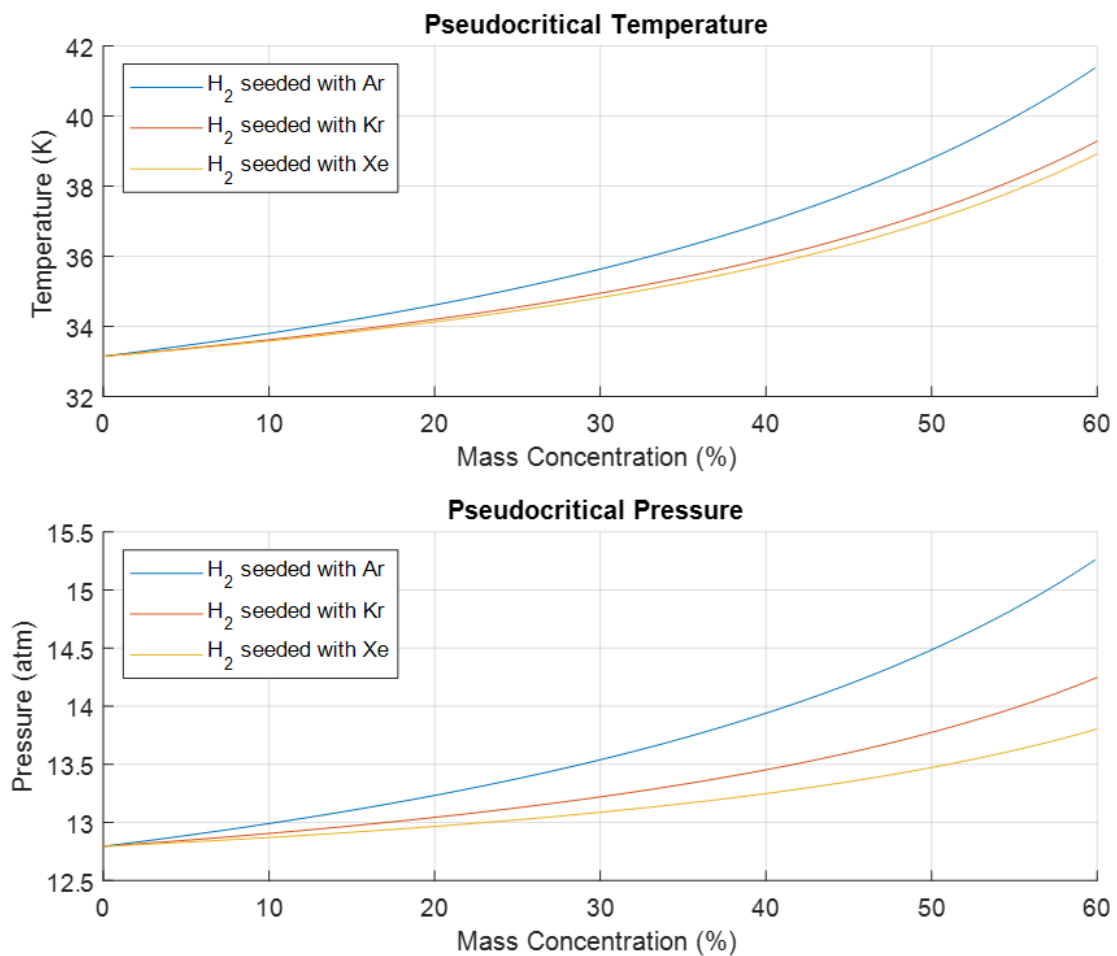 Pseudocritical Temperature
42
40
38
36
34
32
Temperature (K)
H2 seeded with Ar
H2 seeded with Kr
H2 seeded with Xe
0 10 20 30 40 50 60
Mass Concentration (%)
Pseudocritical Pressure
15.5
15
14.5
14
13.5
13
12.5
Pressure (atm)
H2 seeded with Ar
H2 seeded with Kr
H2 seeded with Xe
0 10 20 30 40 50 60
Mass Concentration (%)